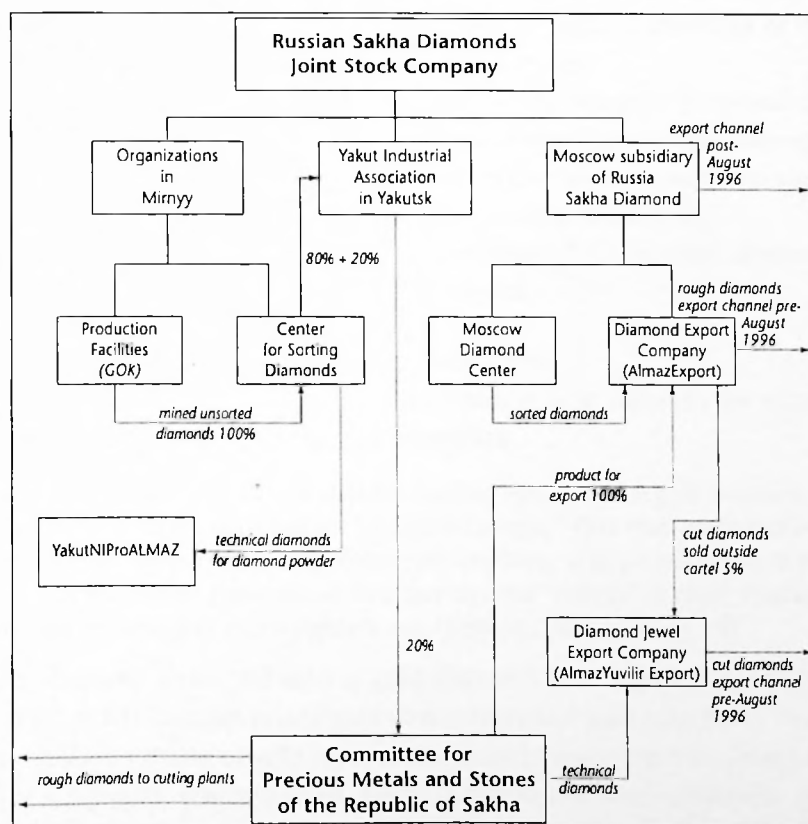 Russian Sakha Diamonds
Joint Stock Company
Organizations
in
Mirnyy
Yakut Industrial
Association
in Yakutsk
Moscow subsidiary
of Russia
Sakha Diamond
export channel
post-
August
1996
80% + 20%
rough diamonds
export channel pre-
August
1996
Production
Facilities
(GOK)
Center
for Sorting
Diamonds
Moscow
Diamond
Center
Diamond Export
Company
(AlmazExport)
mined unsorted
diamonds 100%
sorted diamonds
product for
export 100%
YakutNIProALMAZ
technical diamonds
for diamond powder
cut diamonds
sold outside
cartel 5%
20%
Diamond Jewel
Export Company
(AlmazYuvilir Export)
cut diamonds
export channel
pre-August
1996
rough diamonds to cutting plants
Committee for
Precious Metals and Stones
of the Republic of Sakha
technical
diamonds